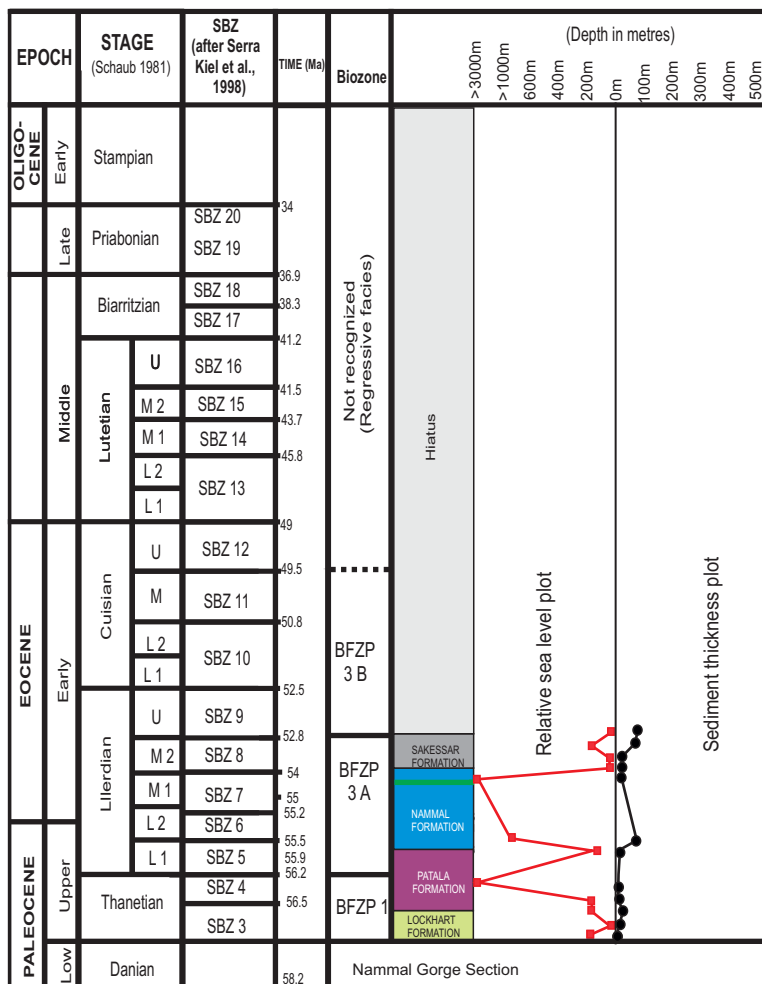 EPOCH
STAGE
(Schaub 1981)
SBZ
(after Serra
Kiel et al.,
1998)
TIME (Ma)
Biozone
(Depth in metres)
>3000m
>1000m
600m
400m
200m
0m
100m
200m
300m
400m
500m
OLIGO-
CENE
Early
Stampian
34
Late
Priabonian
SBZ 20
SBZ 19
36.9
Biarritzian
SBZ 18
38.3
SBZ 17
41.2
EOCENE
Middle
Lutetian
U
SBZ 16
41.5
M 2
SBZ 15
43.7
M 1
SBZ 14
45.8
L 2
SBZ 13
L 1
49
Early
Cuisian
U
SBZ 12
49.5
M
SBZ 11
50.8
L 2
SBZ 10
L 1
52.5
LIlerdian
U
SBZ 9
52.8
M 2
SBZ 8
54
M 1
SBZ 7
55
55.2
L 2
SBZ 6
55.5
L 1
SBZ 5
55.9
56.2
PALEOCENE
Upper
Thanetian
SBZ 4
56.5
SBZ 3
Low
Danian
58.2
Not recognized
(Regressive facies)
BFZP
3 B
BFZP
3 A
BFZP 1
Hiatus
SAKESSAR
FORMATION
NAMMAL
FORMATION
PATALA
FORMATION
LOCKHART
FORMATION
Relative sea level plot
Sediment thickness plot
Nammal Gorge Section